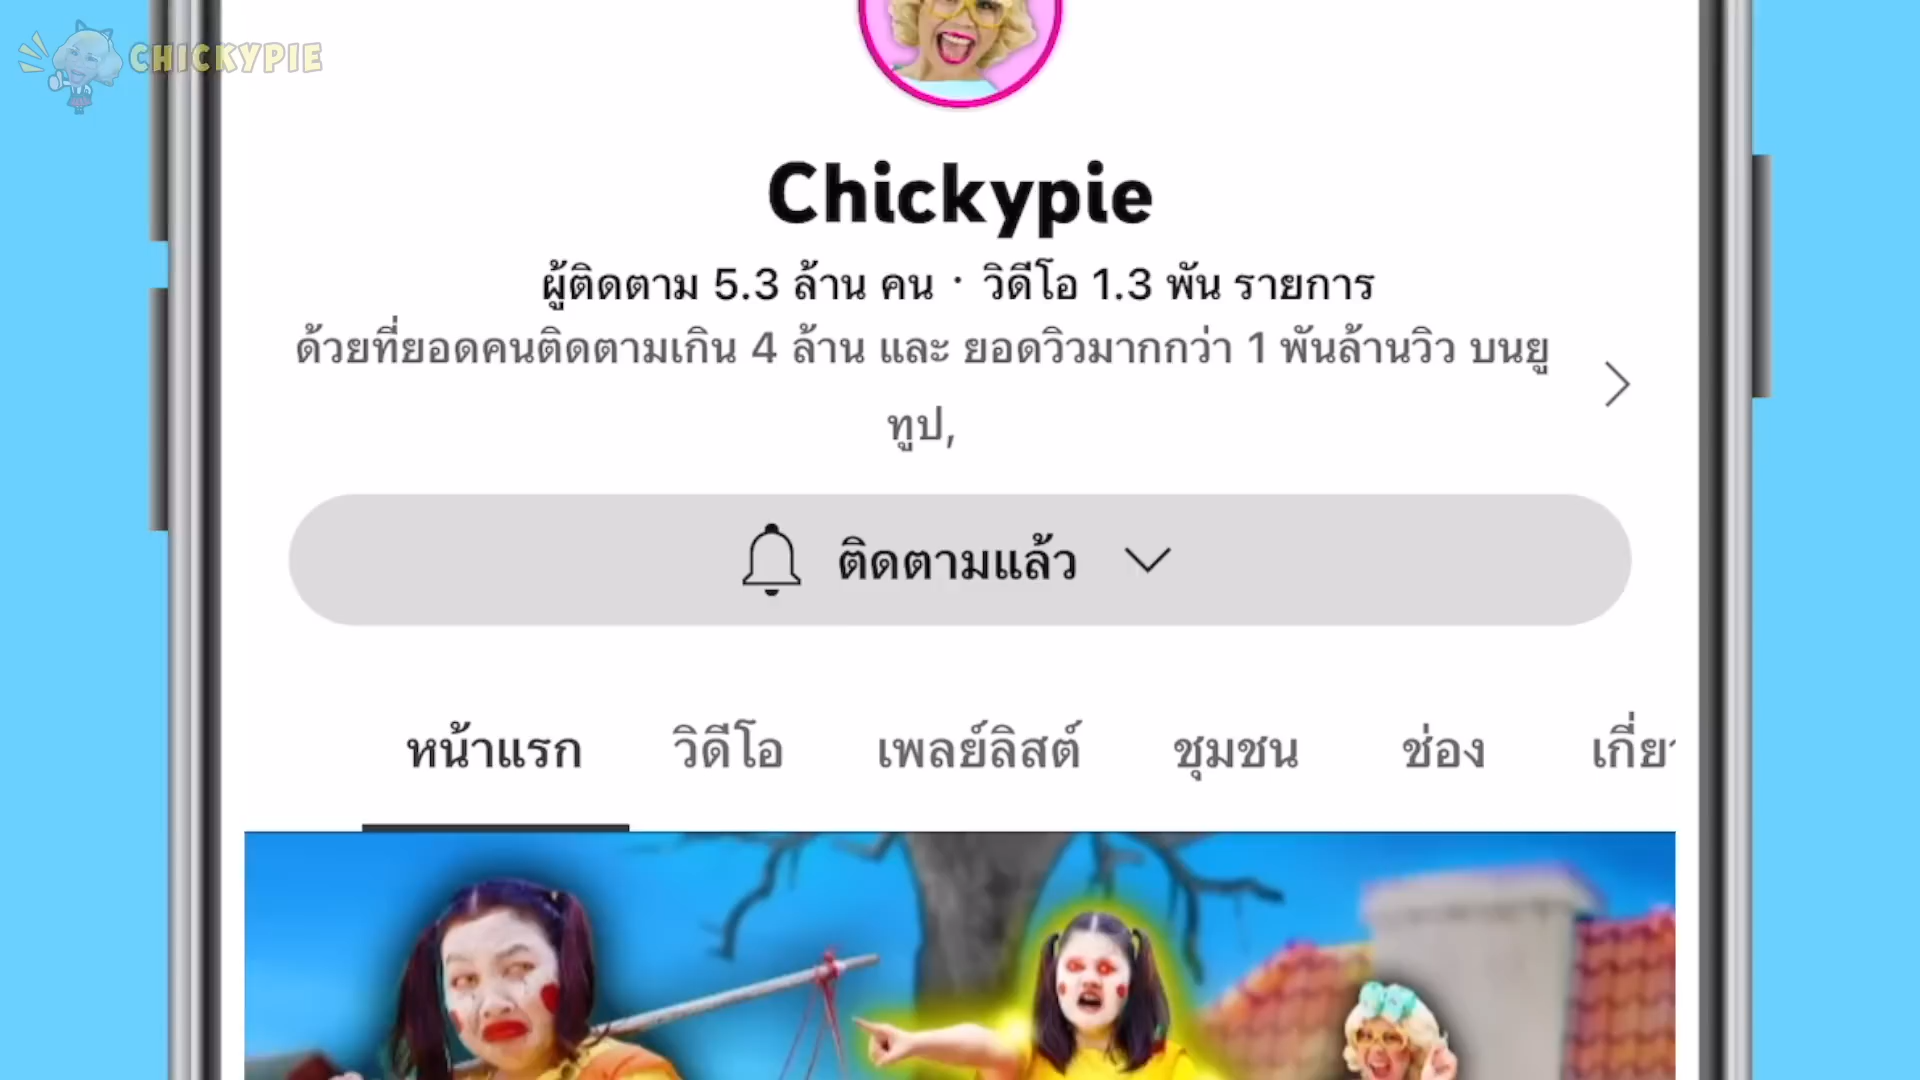 CHICKYPIE
Chickypie
ผู้ติดตาม 5.3 ล้าน คน · วิดีโอ 1.3 พัน รายการ
ด้วยที่ยอดคนติดตามเกิน 4 ล้าน และ ยอดวิวมากกว่า 1 พันล้านวิว บนยู
ทูป,
ติดตามแล้ว
หน้าแรก วิดีโอ เพลย์ลิสต์ ชุมชน ช่อง